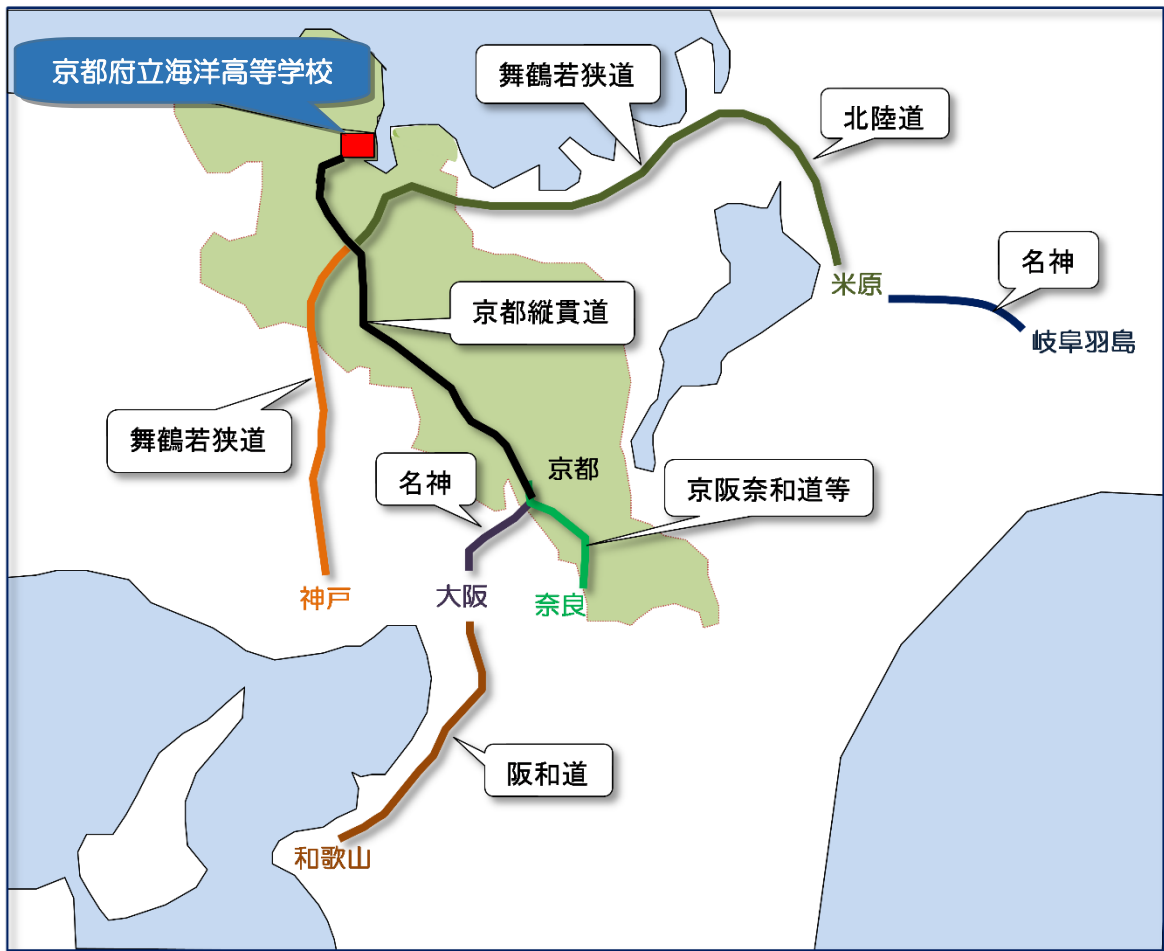 京都府立海洋高等学校
舞鶴若狭道
北陸道
名神
米原
岐阜羽島
京都縦貫道
舞鶴若狭道
名神
京都
京阪奈和道等
神戸
大阪
奈良
阪和道
和歌山